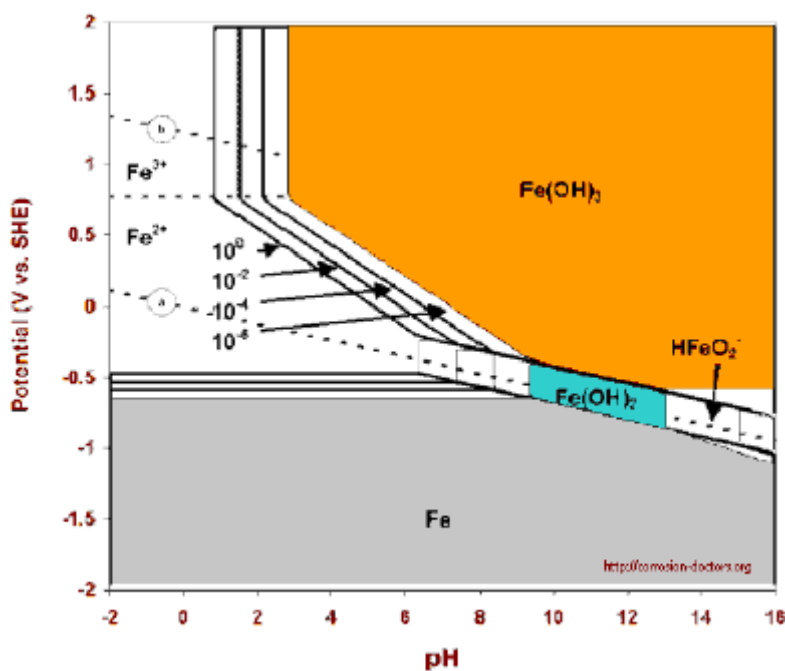 2
1.5
1
0.5
0
-0.5
-1
-1.5
-2
Potential (V vs. SHE)
b
Fe³⁺
Fe²⁺
a
10⁰
10⁻²
10⁻⁴
10⁻⁶
Fe(OH)₃
HFeO₂⁻
Fe(OH)₂
Fe
http://corrosion-doctors.org
-2 0 2 4 6 8 10 12 14 16
pH